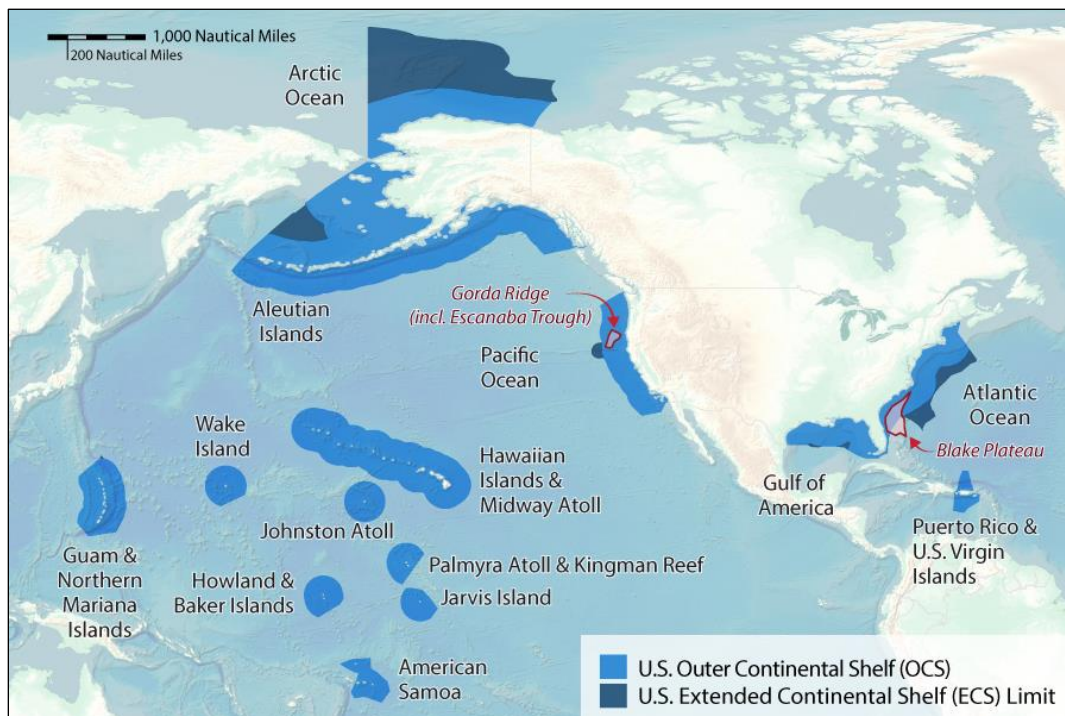 1,000 Nautical Miles
200 Nautical Miles
Arctic
Ocean
Aleutian
Islands
Gorda Ridge
(incl. Escanaba Trough)
Pacific
Ocean
Atlantic
Ocean
Blake Plateau
Wake
Island
Hawaiian
Islands &
Midway Atoll
Gulf of
America
Johnston Atoll
Puerto Rico &
U.S. Virgin
Islands
Guam &
Northern
Mariana
Islands
Howland &
Baker Islands
Palmyra Atoll & Kingman Reef
Jarvis Island
American
Samoa
U.S. Outer Continental Shelf (OCS)
U.S. Extended Continental Shelf (ECS) Limit